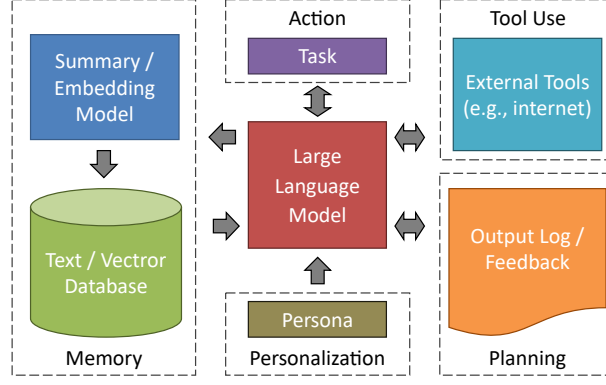 Action
Tool Use
Summary /
Embedding
Model
Task
External Tools
(e.g., internet)
Large
Language
Model
Text / Vectror
Database
Output Log /
Feedback
Persona
Memory
Personalization
Planning